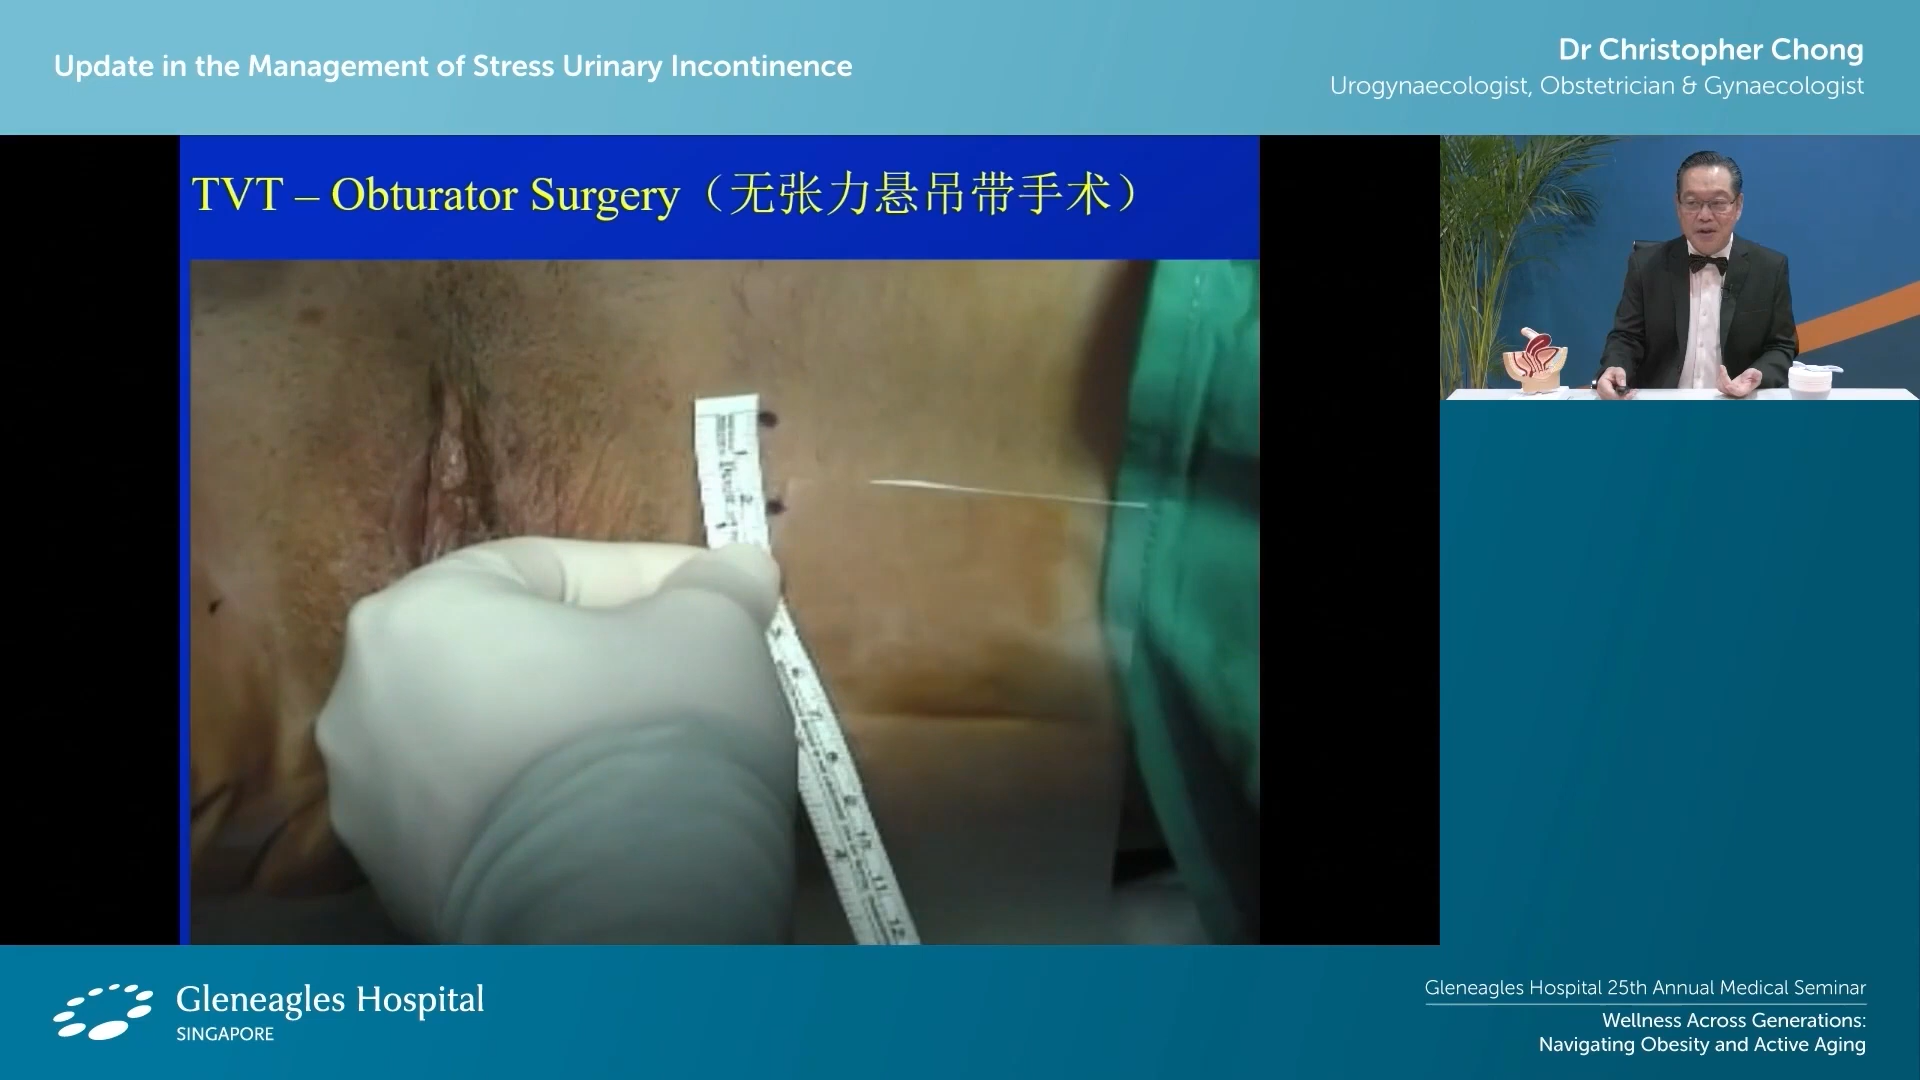 Update in the Management of Stress Urinary Incontinence
Dr Christopher Chong
Urogynaecologist, Obstetrician & Gynaecologist
TVT – Obturator Surgery（无张力悬吊带手术）
Gleneagles Hospital
SINGAPORE
Gleneagles Hospital 25th Annual Medical Seminar
Wellness Across Generations:
Navigating Obesity and Active Aging